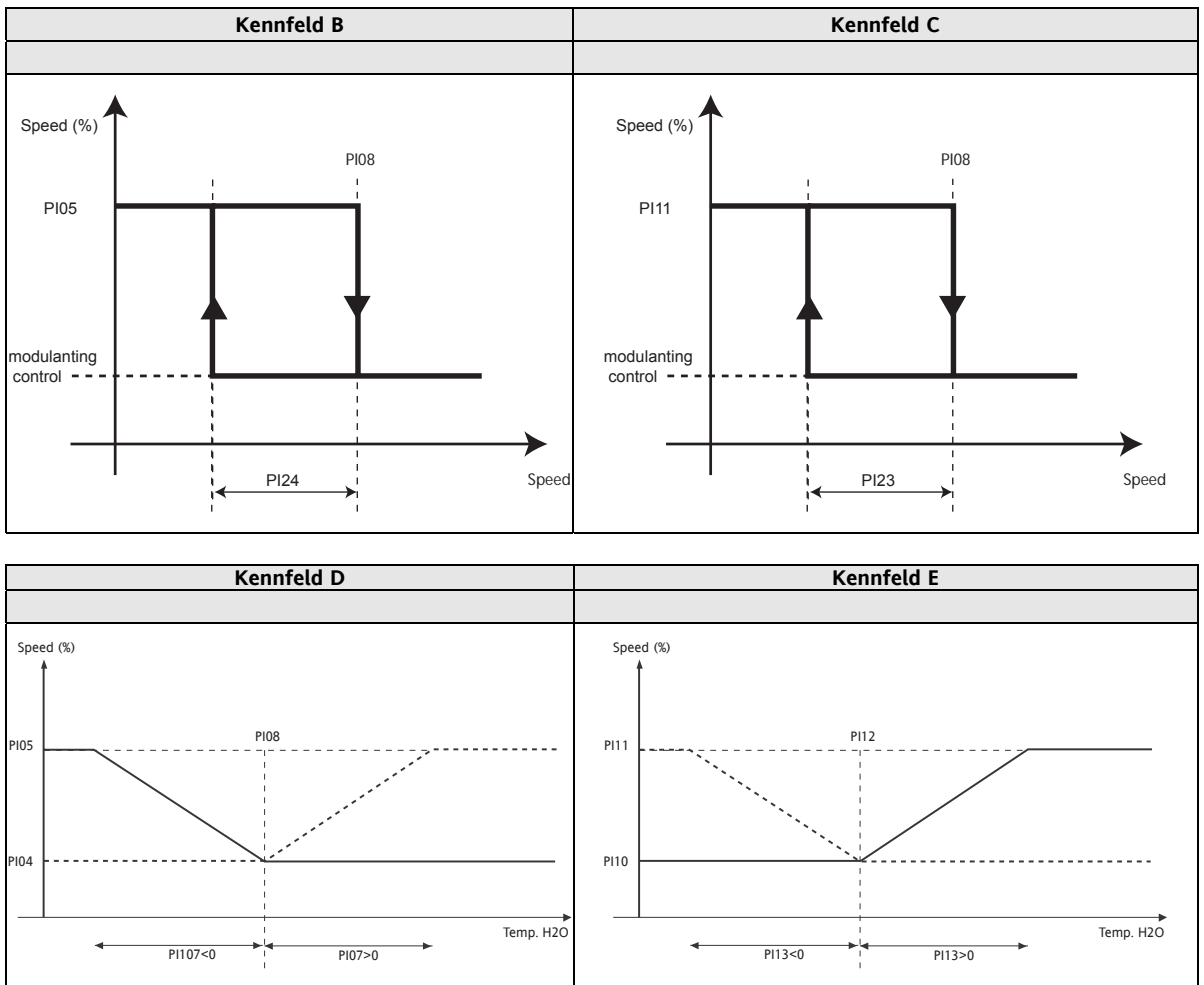 Kennfeld B
Kennfeld C
Speed (%)
PI08
PI05
modulanting
control
PI24
Speed
Speed (%)
PI08
PI11
modulanting
control
PI23
Speed
Kennfeld D
Kennfeld E
Speed (%)
PI05
PI08
PI04
Temp. H2O
PI107<0
PI07>0
Speed (%)
PI11
PI12
PI10
Temp. H2O
PI13<0
PI13>0